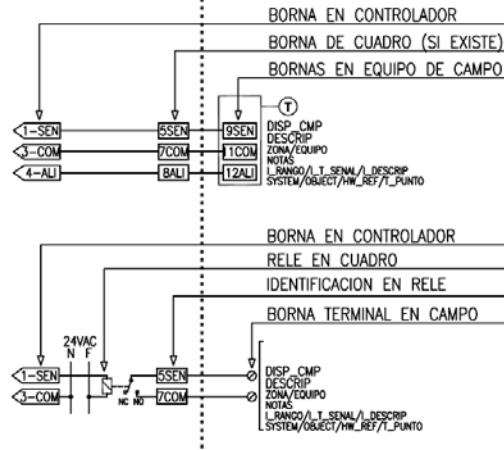 BORNA EN CONTROLADOR
BORNA DE CUADRO (SI EXISTE)
BORNAS EN EQUIPO DE CAMPO
T
1-SEN 5SEN 9SEN DISP_CMP
DESCRIP
3-COM 7COM 11COM ZONA/EQUIPO
NOTAS
4-ALI 8ALI 12ALI I_RANGO/I_T_SENAL/I_DESCRIP
SYSTEM/OBJECT/HW_REF/T_PUNTO
BORNA EN CONTROLADOR
RELE EN CUADRO
IDENTIFICACION EN RELE
BORNA TERMINAL EN CAMPO
24VAC
N F
1-SEN 5SEN DISP_CMP
DESCRIP
3-COM NC NO 7COM ZONA/EQUIPO
NOTAS
I_RANGO/I_T_SENAL/I_DESCRIP
SYSTEM/OBJECT/HW_REF/T_PUNTO